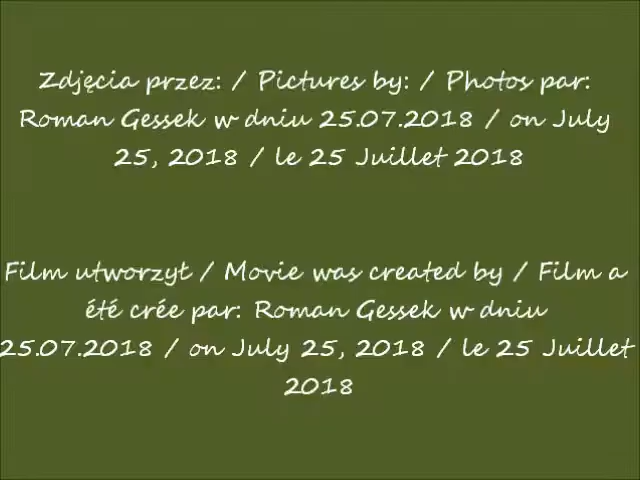 Zdjęcia przez: / Pictures by: / Photos par:
Roman Gessek w dniu 25.07.2018 / on July
25, 2018 / le 25 Juillet 2018
Film utworzył / Movie was created by / Film a
été crée par: Roman Gessek w dniu
25.07.2018 / on July 25, 2018 / le 25 Juillet
2018